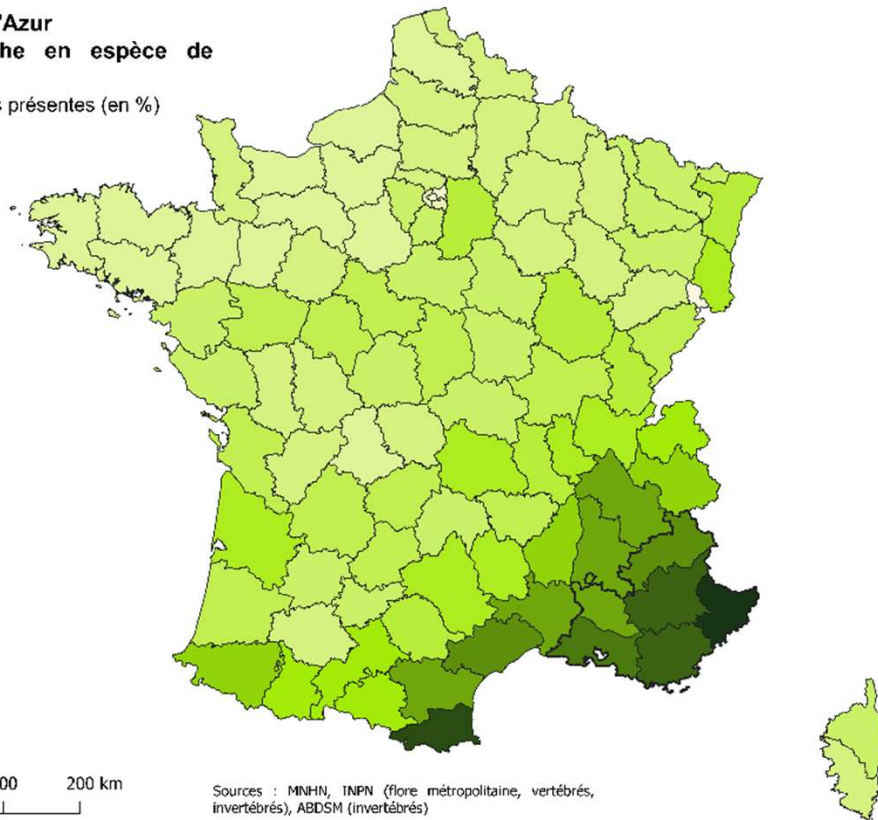 'Azur
he en espèce de
s présentes (en %)
00 200 km
Sources : MNHN, INPN (flore métropolitaine, vertébrés,
invertébrés), ABDSM (invertébrés)